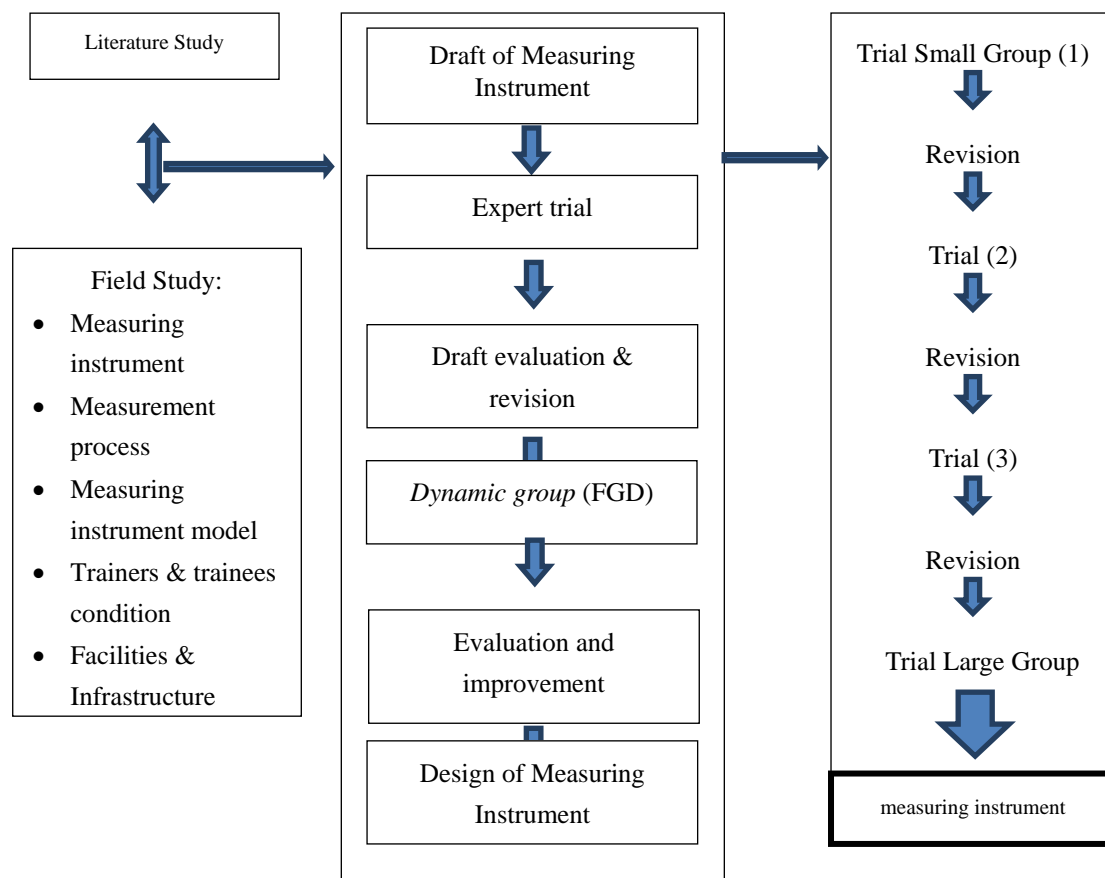 Literature Study
Field Study:
• Measuring
instrument
• Measurement
process
• Measuring
instrument model
• Trainers & trainees
condition
• Facilities &
Infrastructure
Draft of Measuring
Instrument
Expert trial
Draft evaluation &
revision
Dynamic group (FGD)
Evaluation and
improvement
Design of Measuring
Instrument
Trial Small Group (1)
Revision
Trial (2)
Revision
Trial (3)
Revision
Trial Large Group
measuring instrument